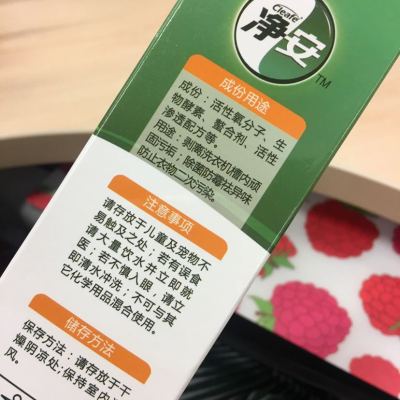 Cleafe
净安
TM
成份用途
成份：活性氧分子、生
物酵素、螯合剂、活性
渗透配方等。
用途：剥离洗衣机槽内顽
固污垢；除菌防霉祛异味
防止衣物二次污染。
注意事项
请存放于儿童及宠物不
易触及之处；若有误食
请大量饮水并立即就
医；若不慎入眼；请立
即清水冲洗；不可与其
它化学用品混合使用。
储存方法
保存方法：请存放于干
燥阴凉处;保持室内
风。